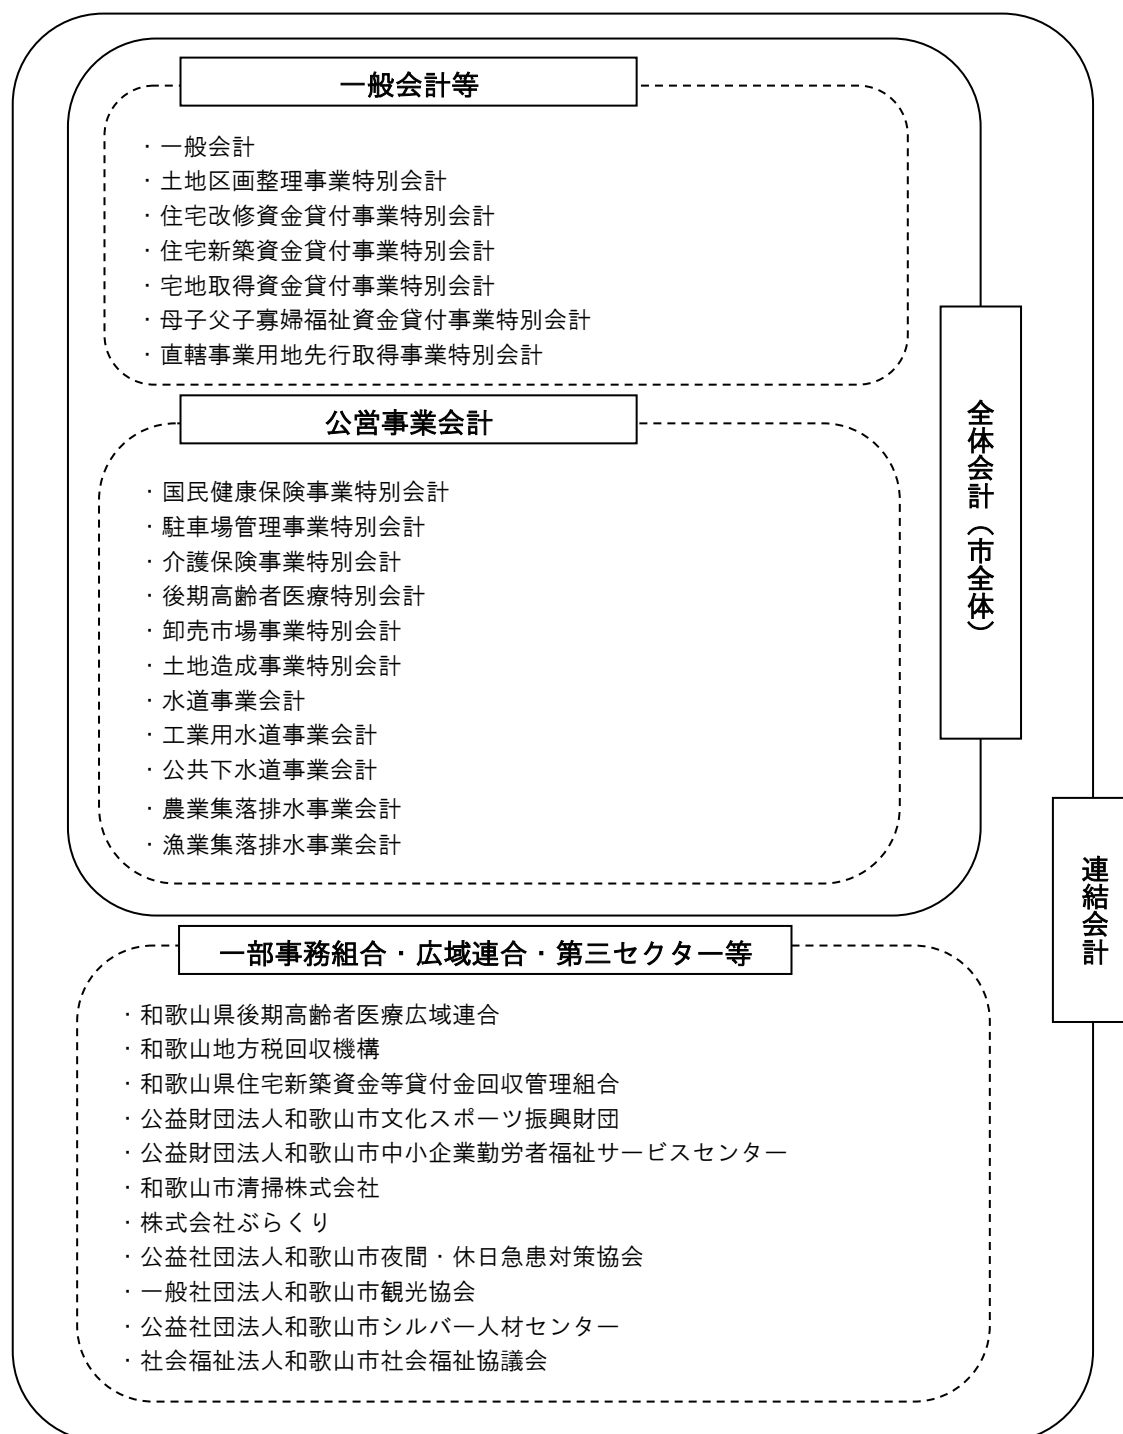 一般会計等
・一般会計
・土地区画整理事業特別会計
・住宅改修資金貸付事業特別会計
・住宅新築資金貸付事業特別会計
・宅地取得資金貸付事業特別会計
・母子父子寡婦福祉資金貸付事業特別会計
・直轄事業用地先行取得事業特別会計
公営事業会計
・国民健康保険事業特別会計
・駐車場管理事業特別会計
・介護保険事業特別会計
・後期高齢者医療特別会計
・卸売市場事業特別会計
・土地造成事業特別会計
・水道事業会計
・工業用水道事業会計
・公共下水道事業会計
・農業集落排水事業会計
・漁業集落排水事業会計
全体会計（市全体）
一部事務組合・広域連合・第三セクター等
・和歌山県後期高齢者医療広域連合
・和歌山地方税回収機構
・和歌山県住宅新築資金等貸付金回収管理組合
・公益財団法人和歌山市文化スポーツ振興財団
・公益財団法人和歌山市中小企業勤労者福祉サービスセンター
・和歌山市清掃株式会社
・株式会社ぶらくり
・公益社団法人和歌山市夜間・休日急患対策協会
・一般社団法人和歌山市観光協会
・公益社団法人和歌山市シルバー人材センター
・社会福祉法人和歌山市社会福祉協議会
連結会計